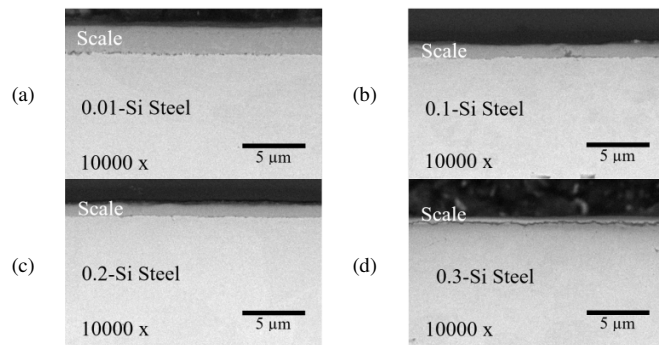 Scale
(a)
0.01-Si Steel
5 µm
10000 x
Scale
(b)
0.1-Si Steel
5 µm
10000 x
Scale
(c)
0.2-Si Steel
5 µm
10000 x
Scale
(d)
0.3-Si Steel
5 µm
10000 x